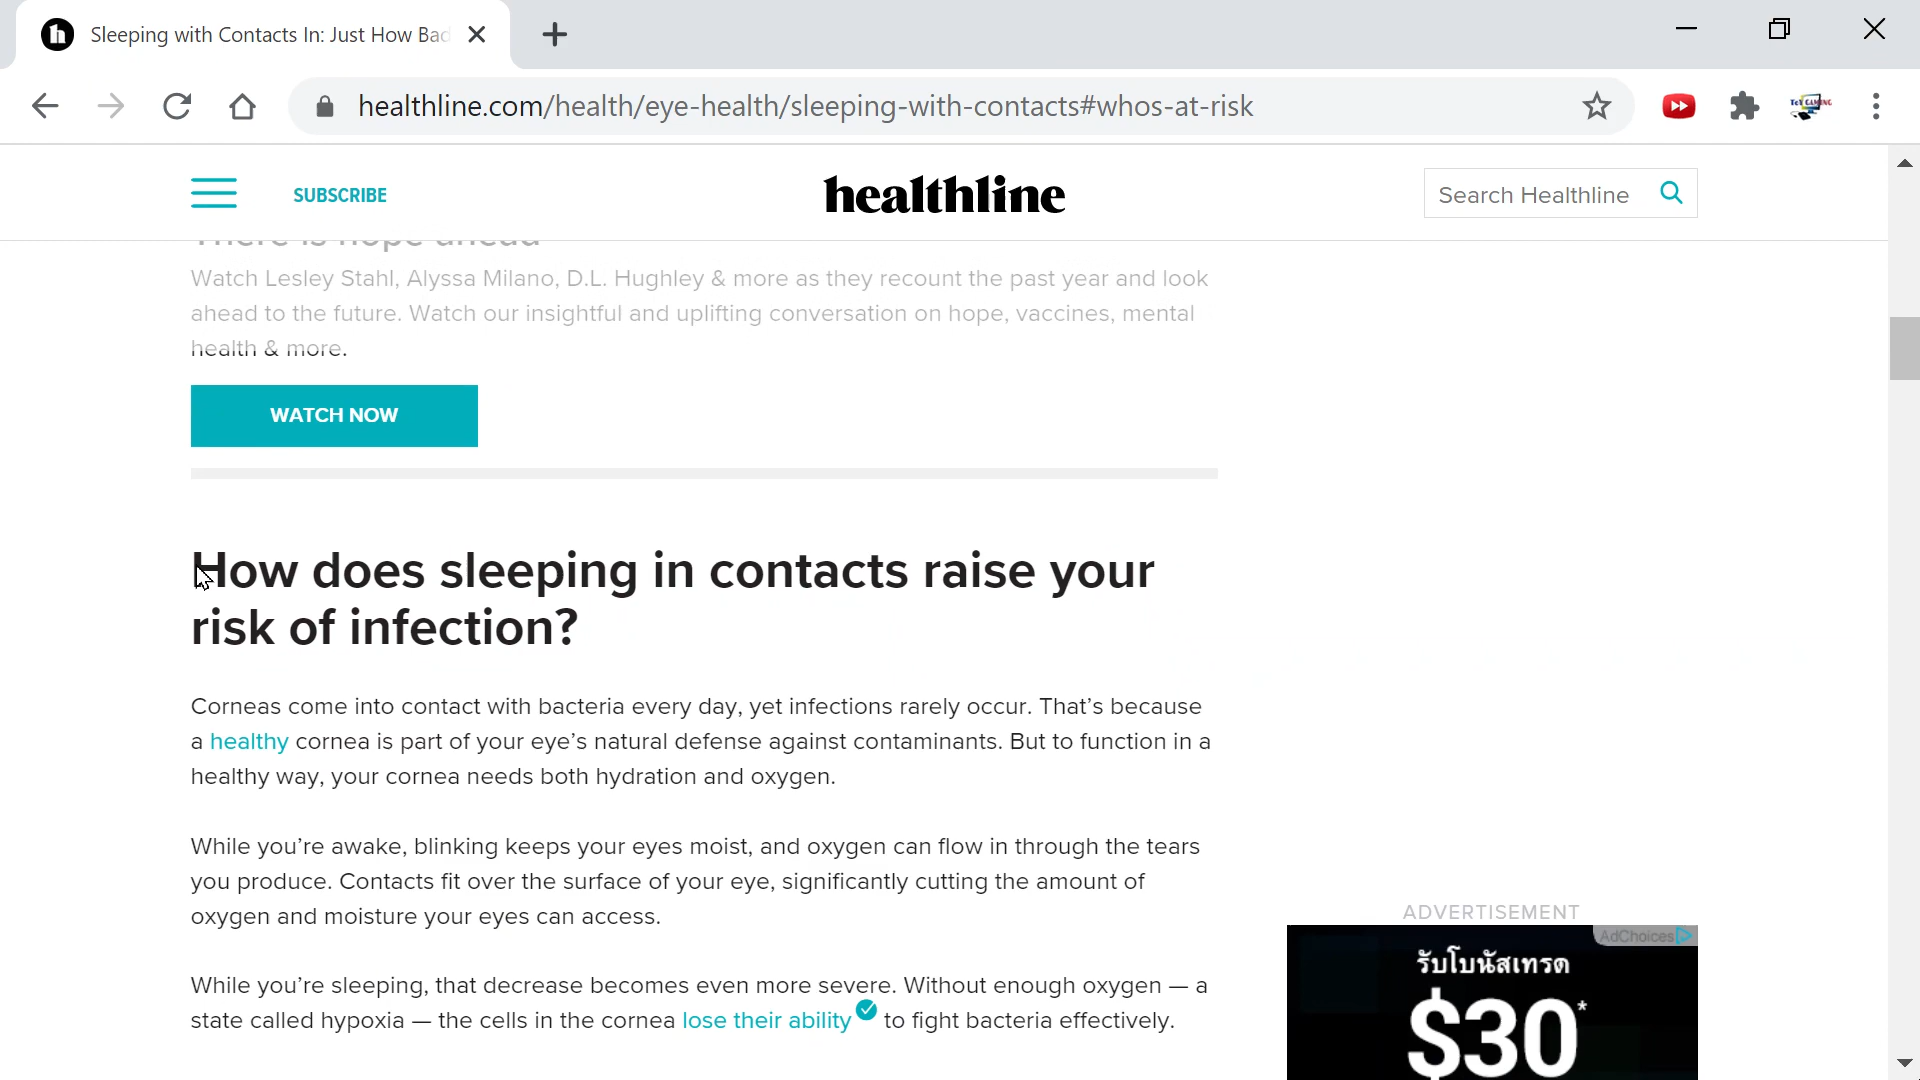 Sleeping with Contacts In: Just How Bad
healthline.com/health/eye-health/sleeping-with-contacts#whos-at-risk
SUBSCRIBE
healthline
Search Healthline
There is hope ahead
Watch Lesley Stahl, Alyssa Milano, D.L. Hughley & more as they recount the past year and look
ahead to the future. Watch our insightful and uplifting conversation on hope, vaccines, mental
health & more.
WATCH NOW
How does sleeping in contacts raise your
risk of infection?
Corneas come into contact with bacteria every day, yet infections rarely occur. That’s because
a healthy cornea is part of your eye’s natural defense against contaminants. But to function in a
healthy way, your cornea needs both hydration and oxygen.
While you’re awake, blinking keeps your eyes moist, and oxygen can flow in through the tears
you produce. Contacts fit over the surface of your eye, significantly cutting the amount of
oxygen and moisture your eyes can access.
While you’re sleeping, that decrease becomes even more severe. Without enough oxygen — a
state called hypoxia — the cells in the cornea lose their ability to fight bacteria effectively.
ADVERTISEMENT
AdChoices
รับโบนัสเทรด
$30*